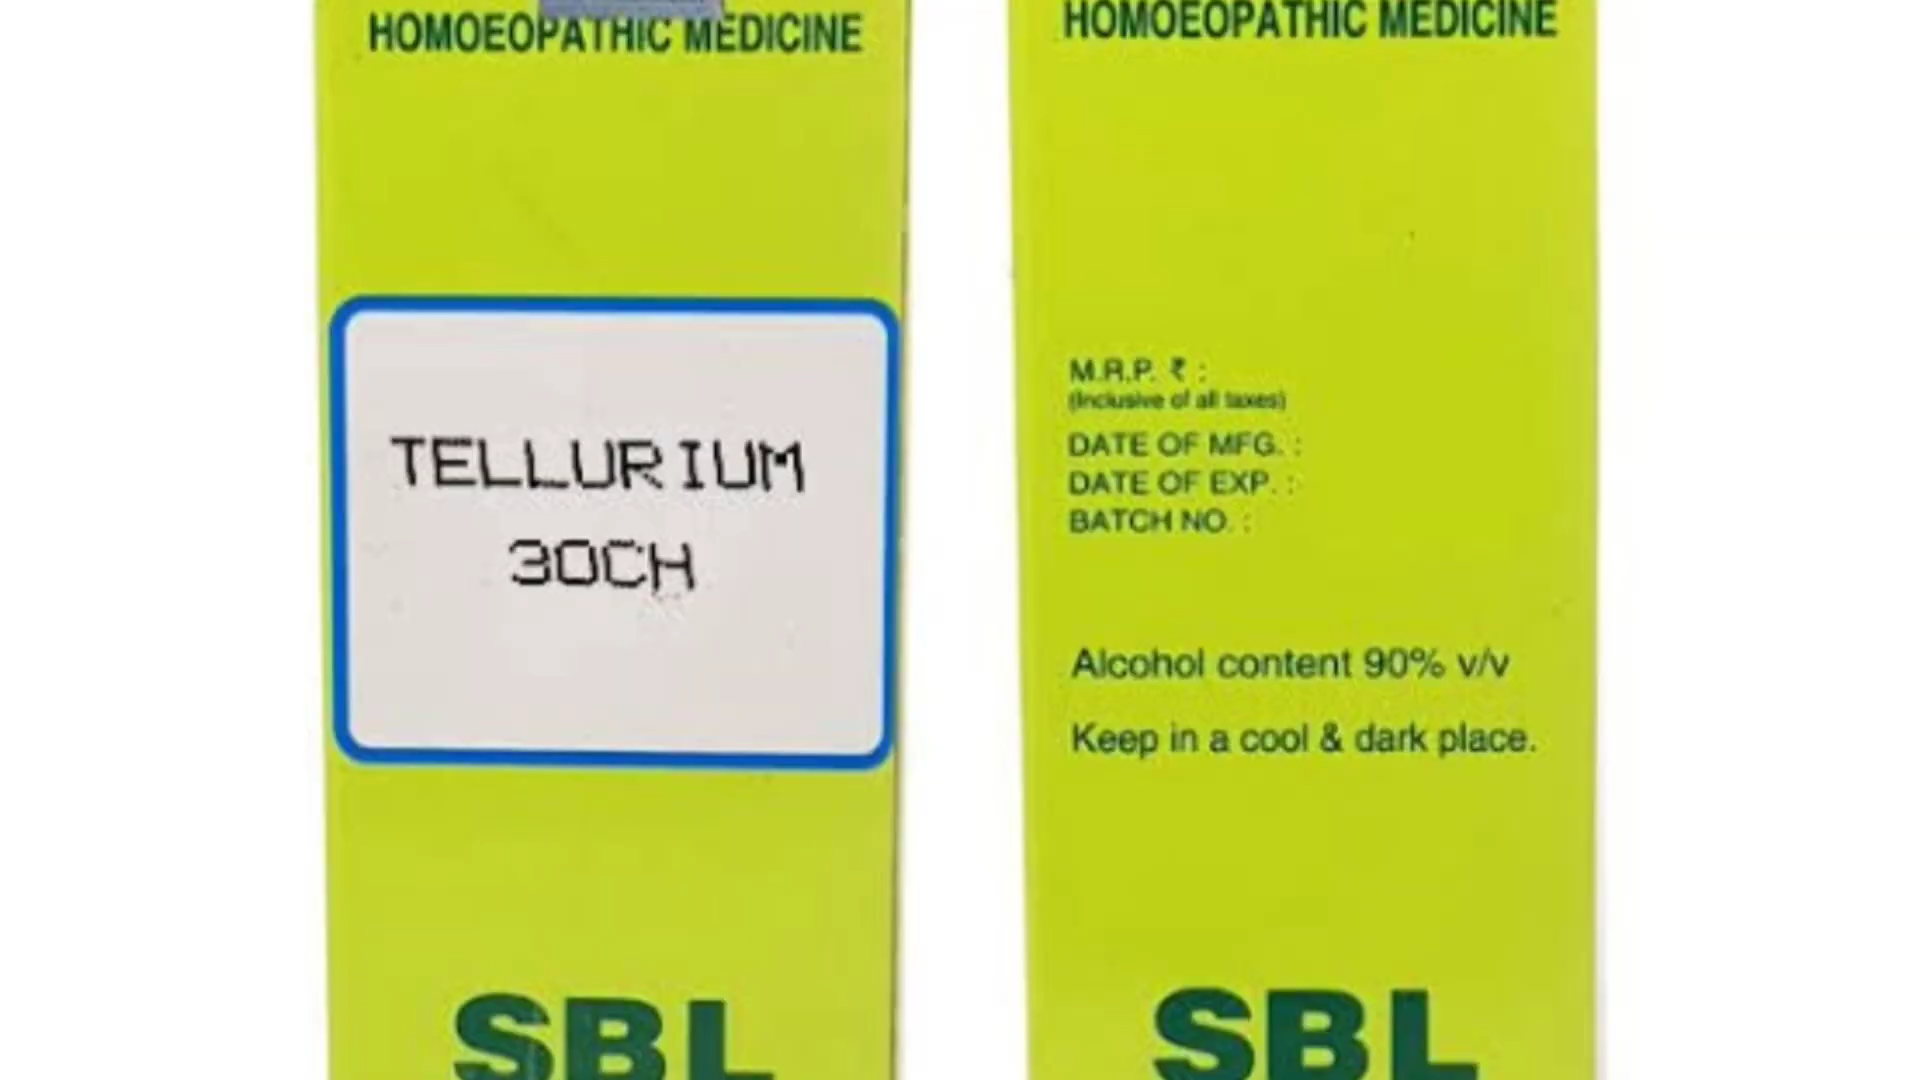 HOMOEOPATHIC MEDICINE
TELLURIUM
30CH
SBL
HOMOEOPATHIC MEDICINE
M.R.P. ₹ :
(Inclusive of all taxes)
DATE OF MFG. :
DATE OF EXP. :
BATCH NO. :
Alcohol content 90% v/v
Keep in a cool & dark place.
SBL